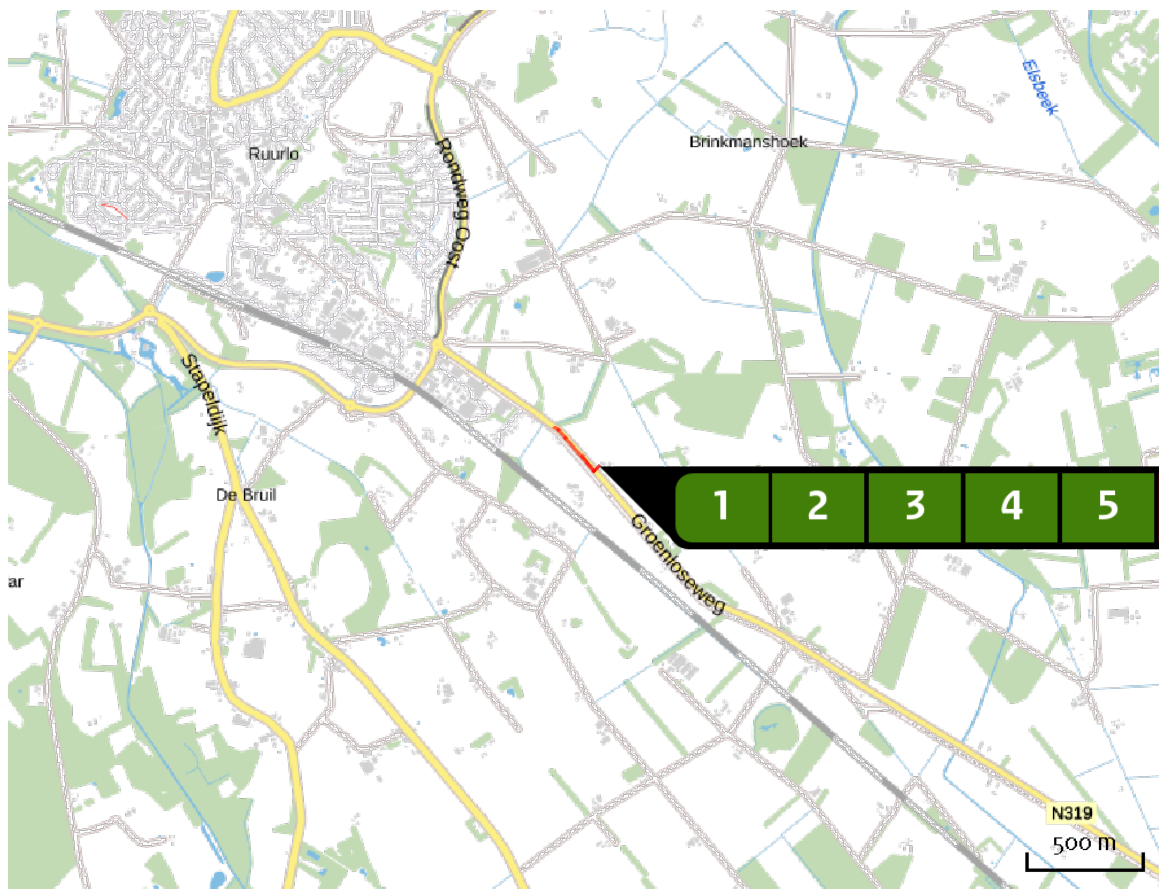 Elsbeek
Brinkmanshoek
Ruurlo
Rondweg Oost
Stapeldijk
1 2 3 4 5
De Bruil
Groenloseweg
ar
N319
500 m